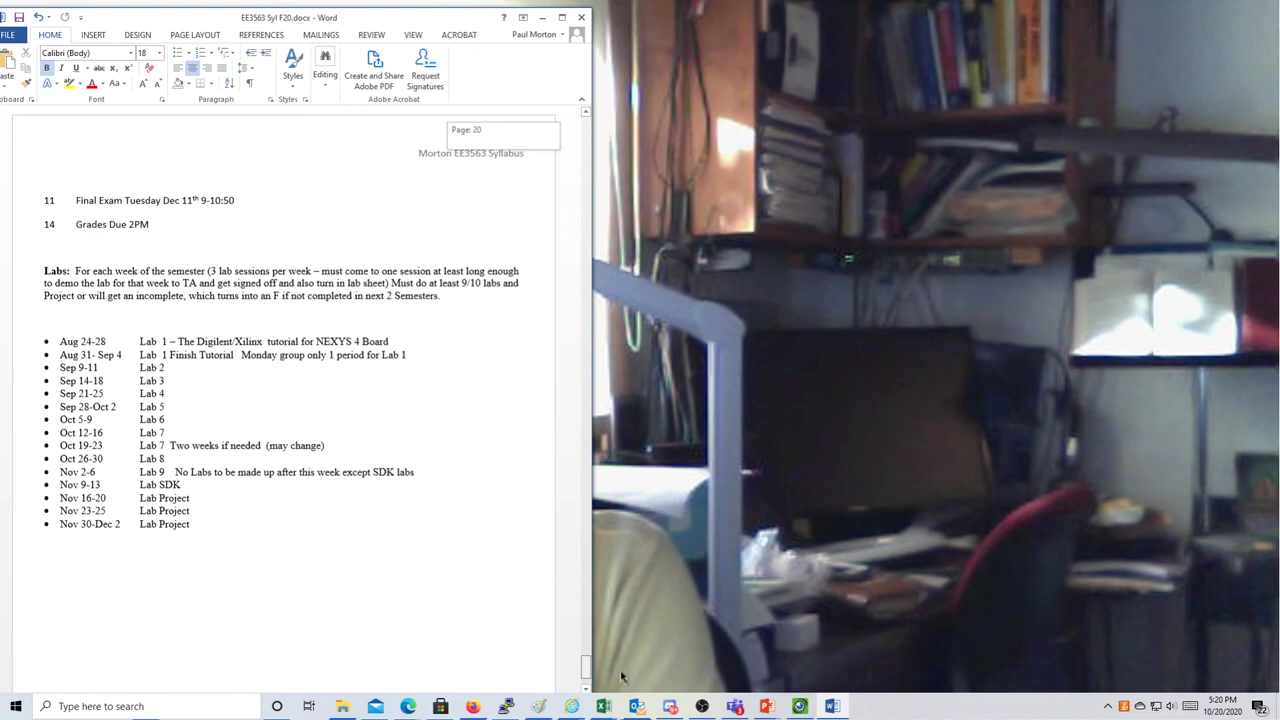 EE3563 Syl F20.docx - Word
FILE HOME INSERT DESIGN PAGE LAYOUT REFERENCES MAILINGS REVIEW VIEW ACROBAT Paul Morton
Calibri (Body) 18
Styles Editing Create and Share Adobe PDF Request Signatures
Font Paragraph Styles Adobe Acrobat
Page: 20
Morton EE3563 Syllabus
11 Final Exam Tuesday Dec 11th 9-10:50
14 Grades Due 2PM
Labs: For each week of the semester (3 lab sessions per week – must come to one session at least long enough
to demo the lab for that week to TA and get signed off and also turn in lab sheet) Must do at least 9/10 labs and
Project or will get an incomplete, which turns into an F if not completed in next 2 Semesters.
• Aug 24-28 Lab 1 – The Digilent/Xilinx tutorial for NEXYS 4 Board
• Aug 31- Sep 4 Lab 1 Finish Tutorial Monday group only 1 period for Lab 1
• Sep 9-11 Lab 2
• Sep 14-18 Lab 3
• Sep 21-25 Lab 4
• Sep 28-Oct 2 Lab 5
• Oct 5-9 Lab 6
• Oct 12-16 Lab 7
• Oct 19-23 Lab 7 Two weeks if needed (may change)
• Oct 26-30 Lab 8
• Nov 2-6 Lab 9 No Labs to be made up after this week except SDK labs
• Nov 9-13 Lab SDK
• Nov 16-20 Lab Project
• Nov 23-25 Lab Project
• Nov 30-Dec 2 Lab Project
Type here to search
5:20 PM
10/20/2020
22